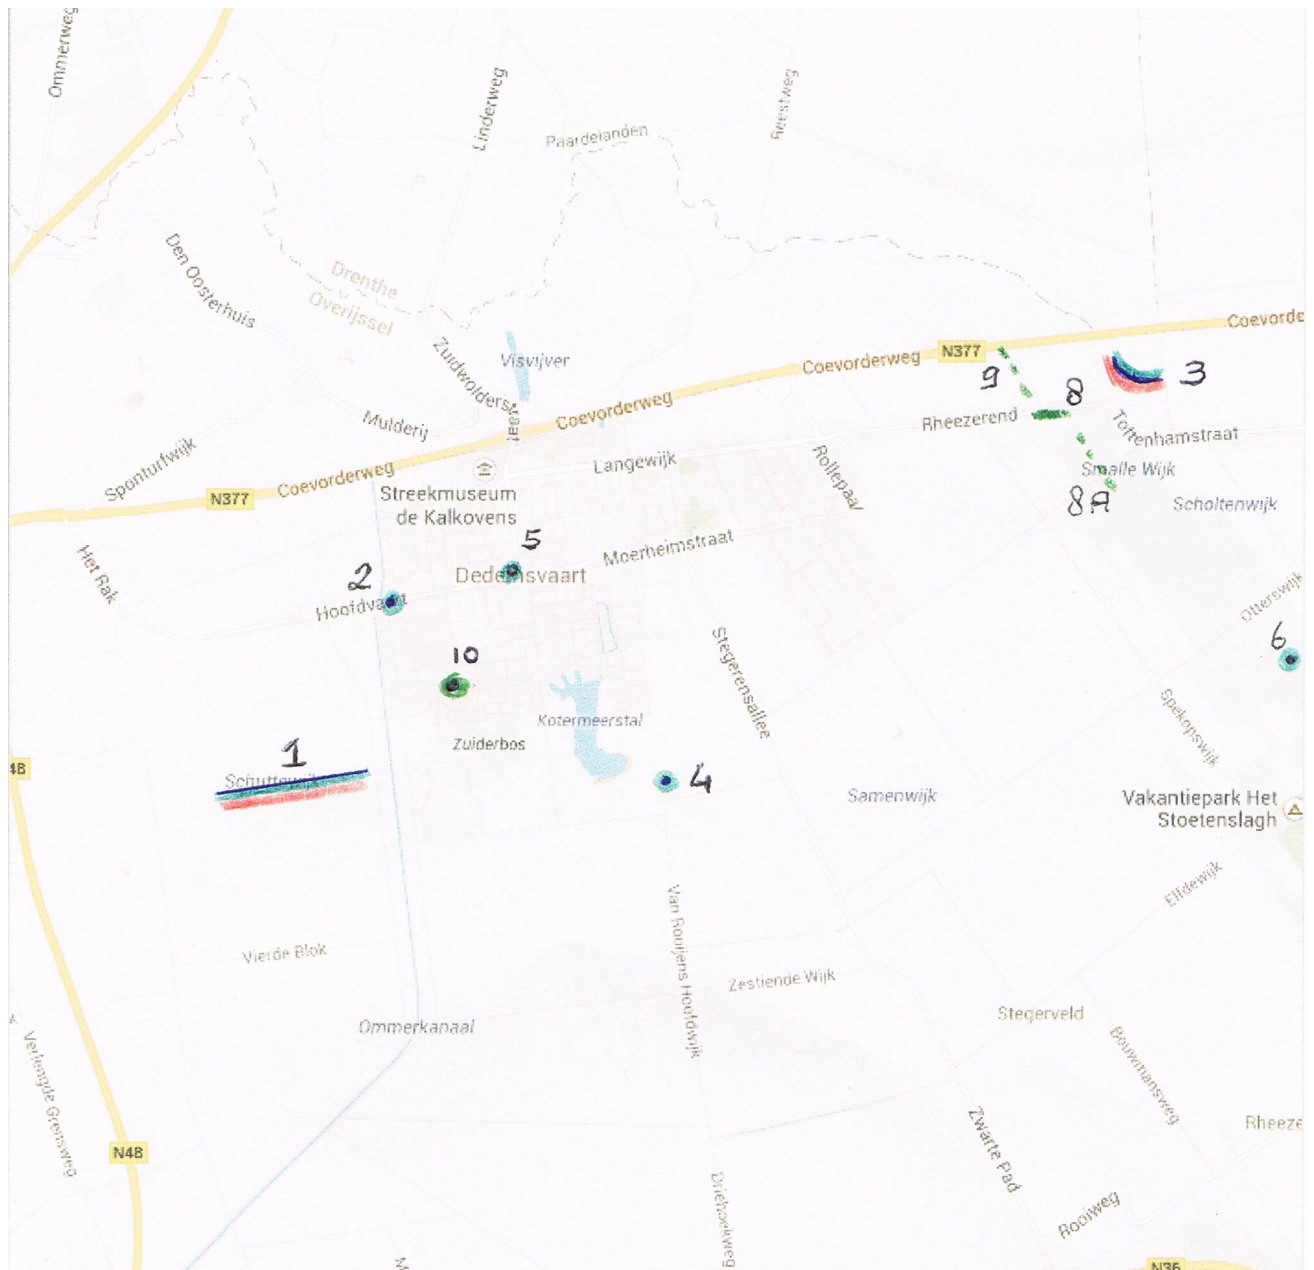 Ommerweg
Linderweg
Reestweg
Paardelanden
Den Oosterhuis
Drenthe
Overijssel
Coevorde
Zuidwolderstraat
Visvijver
N377
Coevorderweg
3
9
8
Coevorderweg
Mulderij
Rheezerend
Tottenhamstraat
Sponturfwijk
Coevorderweg
N377
Langewijk
Rollepaal
Smalle Wijk
Streekmuseum
de Kalkovens
8A
Scholtenwijk
Het Rak
5
Moerheimstraat
2
Dedemsvaart
Hoofdvaart
Otterswijk
6
10
Stegerensallee
Kotermeerstal
Zuiderbos
Spekopswijk
48
1
Schuttewijk
4
Samenwijk
Vakantiepark Het
Stoetenslagh
Elfdewijk
Van Rooijens Hoofdwijk
Vierde Blok
Zestiende Wijk
Ommerkanaal
Stegerveld
Verlengde Grensweg
Bouwmansweg
Rheeze
N48
Zwarte Pad
Driehoekweg
Rooiweg
N36